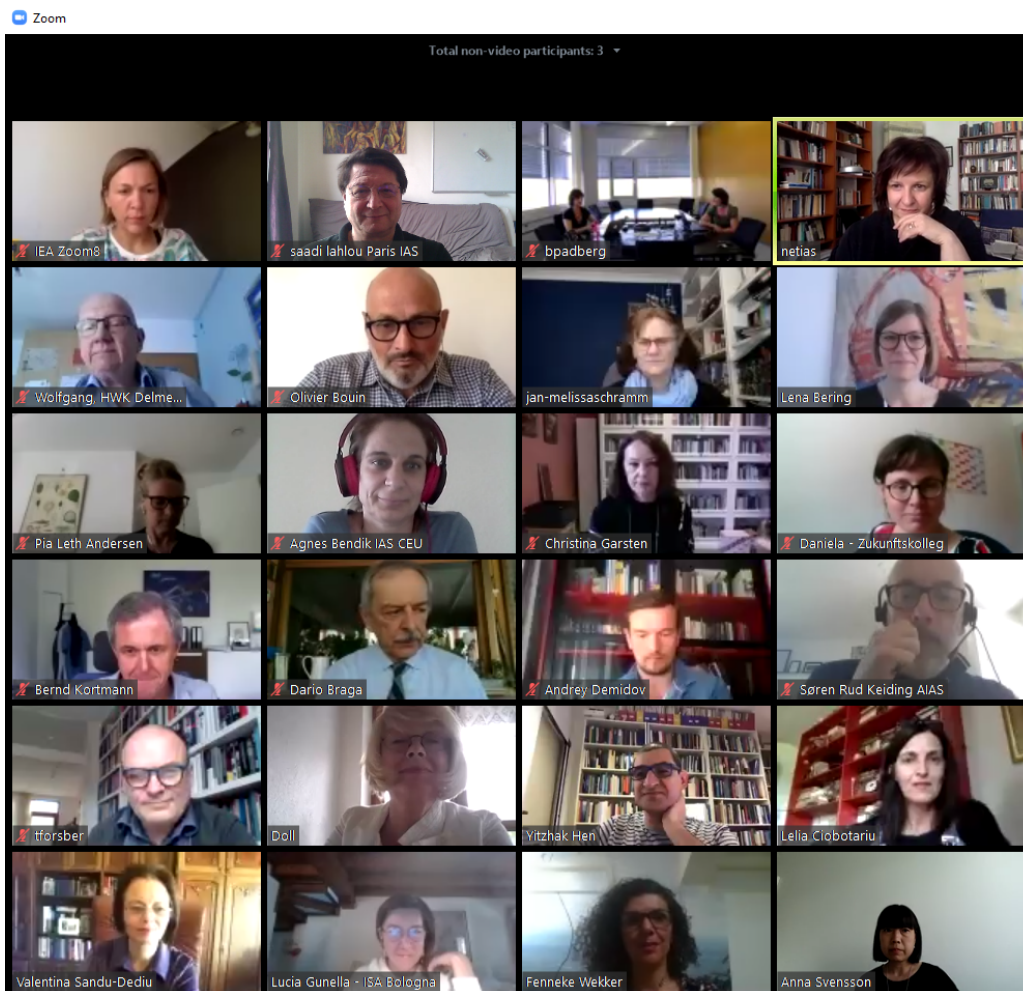 Zoom
Total non-video participants: 3
IEA Zoom8
saadi lahlou Paris IAS
bpadberg
netias
Wolfgang, HWK Delme...
Olivier Bouin
jan-melissaschramm
Lena Bering
Pia Leth Andersen
Agnes Bendik IAS CEU
Christina Garsten
Daniela - Zukunftskolleg
Bernd Kortmann
Dario Braga
Andrey Demidov
Søren Rud Keiding AIAS
tforsber
Doll
Yitzhak Hen
Lelia Ciobotariu
Valentina Sandu-Dediu
Lucia Gunella - ISA Bologna
Fenneke Wekker
Anna Svensson